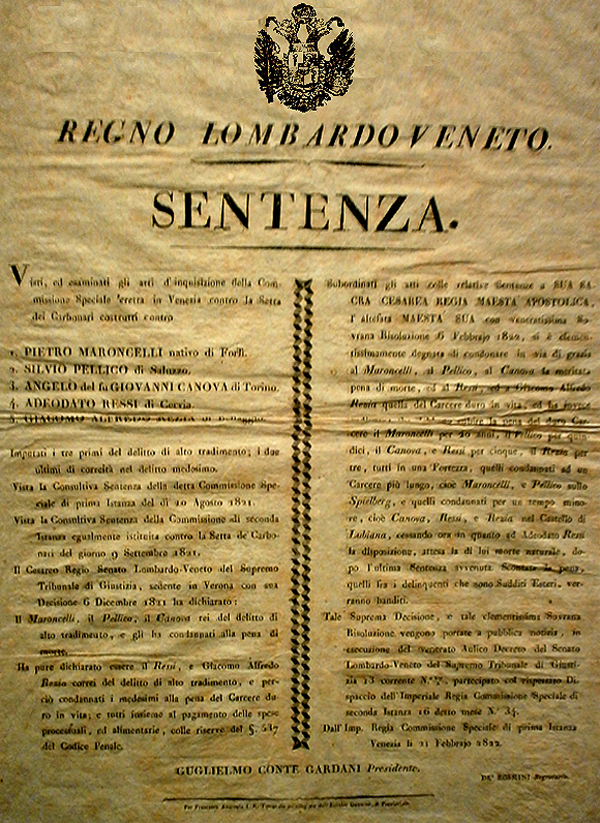 REGNO LOMBARDO VENETO.
SENTENZA.
Visti, ed esaminati gli atti d'inquisizione della Com-
missione Speciale eretta in Venezia contro la Setta
dei Carbonari costrutti contro
1. PIETRO MARONCELLI nativo di Forlì.
2. SILVIO PELLICO di Saluzzo.
3. ANGELO del fu GIOVANNI CANOVA di Torino.
4. ADEODATO RESSI di Cervia.
5. GIACOMO ALFREDO REZIA di Bellaggio.
Imputati i tre primi del delitto di alto tradimento; i due
ultimi di correità nel delitto medesimo.
Vista la Consultiva Sentenza della detta Commissione Spe-
ciale di prima Istanza del dì 10 Agosto 1821.
Vista la Consultiva Sentenza della Commissione di seconda
Istanza egualmente istituita contro la Setta de' Carbo-
nari del giorno 9 Settembre 1821.
Il Cesareo Regio Senato Lombardo-Veneto del Supremo
Tribunale di Giustizia, sedente in Verona con sua
Decisione 6 Dicembre 1821 ha dichiarato:
Il Maroncelli, il Pellico, il Canova rei del delitto di
alto tradimento, e gli ha condannati alla pena di
morte.
Ha pure dichiarato essere il Ressi, e Giacomo Alfredo
Rezia correi del delitto di alto tradimento, e per-
ciò condannati i medesimi alla pena del Carcere du-
ro in vita; e tutti insieme al pagamento delle spese
processuali, ed alimentarie, colle riserve del §. 537
del Codice Penale.
Subordinati gli atti colle relative Sentenze a SUA SA-
CRA CESAREA REGIA MAESTÀ APOSTOLICA,
l'altefata MAESTÀ SUA con veneratissima So-
vrana Risoluzione 6 Febbrajo 1822, si è clemen-
tissimamente degnata di condonare in via di grazia
al Maroncelli, al Pellico, al Canova la meritata
pena di morte, ed al Ressi, ed a Giacomo Alfredo
Rezia quella del Carcere duro in vita, ed ha invece
la pena del duro Car-
cere il Maroncelli per 20 anni, il Pellico per quin-
dici, il Canova, e Ressi per cinque, il Rezia per
tre, tutti in una Fortezza, quelli condannati ad un
Carcere più lungo, cioè Maroncelli, e Pellico sullo
Spielberg, e quelli condannati per un tempo mino-
re, cioè Canova, Ressi, e Rezia nel Castello di
Lubiana, cessando ora in quanto ad Adeodato Ressi
la disposizione, attesa la di lui morte naturale, do-
po l'ultima Sentenza avvenuta. Scontata la pena,
quelli fra i delinquenti che sono Sudditi Esteri, ver-
ranno banditi.
Tale Suprema Decisione, e tale clementissima Sovrana
Risoluzione vengono portate a pubblica notizia, in
esecuzione del venerato Aulico Decreto del Senato
Lombardo-Veneto del Supremo Tribunale di Giusti-
zia 13 corrente partecipato col rispettato Di-
spaccio dell'Imperiale Regia Commissione Speciale di
seconda Istanza 16 detto mese N.° 34.
Dall'Imp. Regia Commissione Speciale di prima Istanza
Venezia li 21 Febbrajo 1822.
GUGLIELMO CONTE GARDANI Presidente.
DE' ROSMINI Segretario.
Per Francesco Andreola